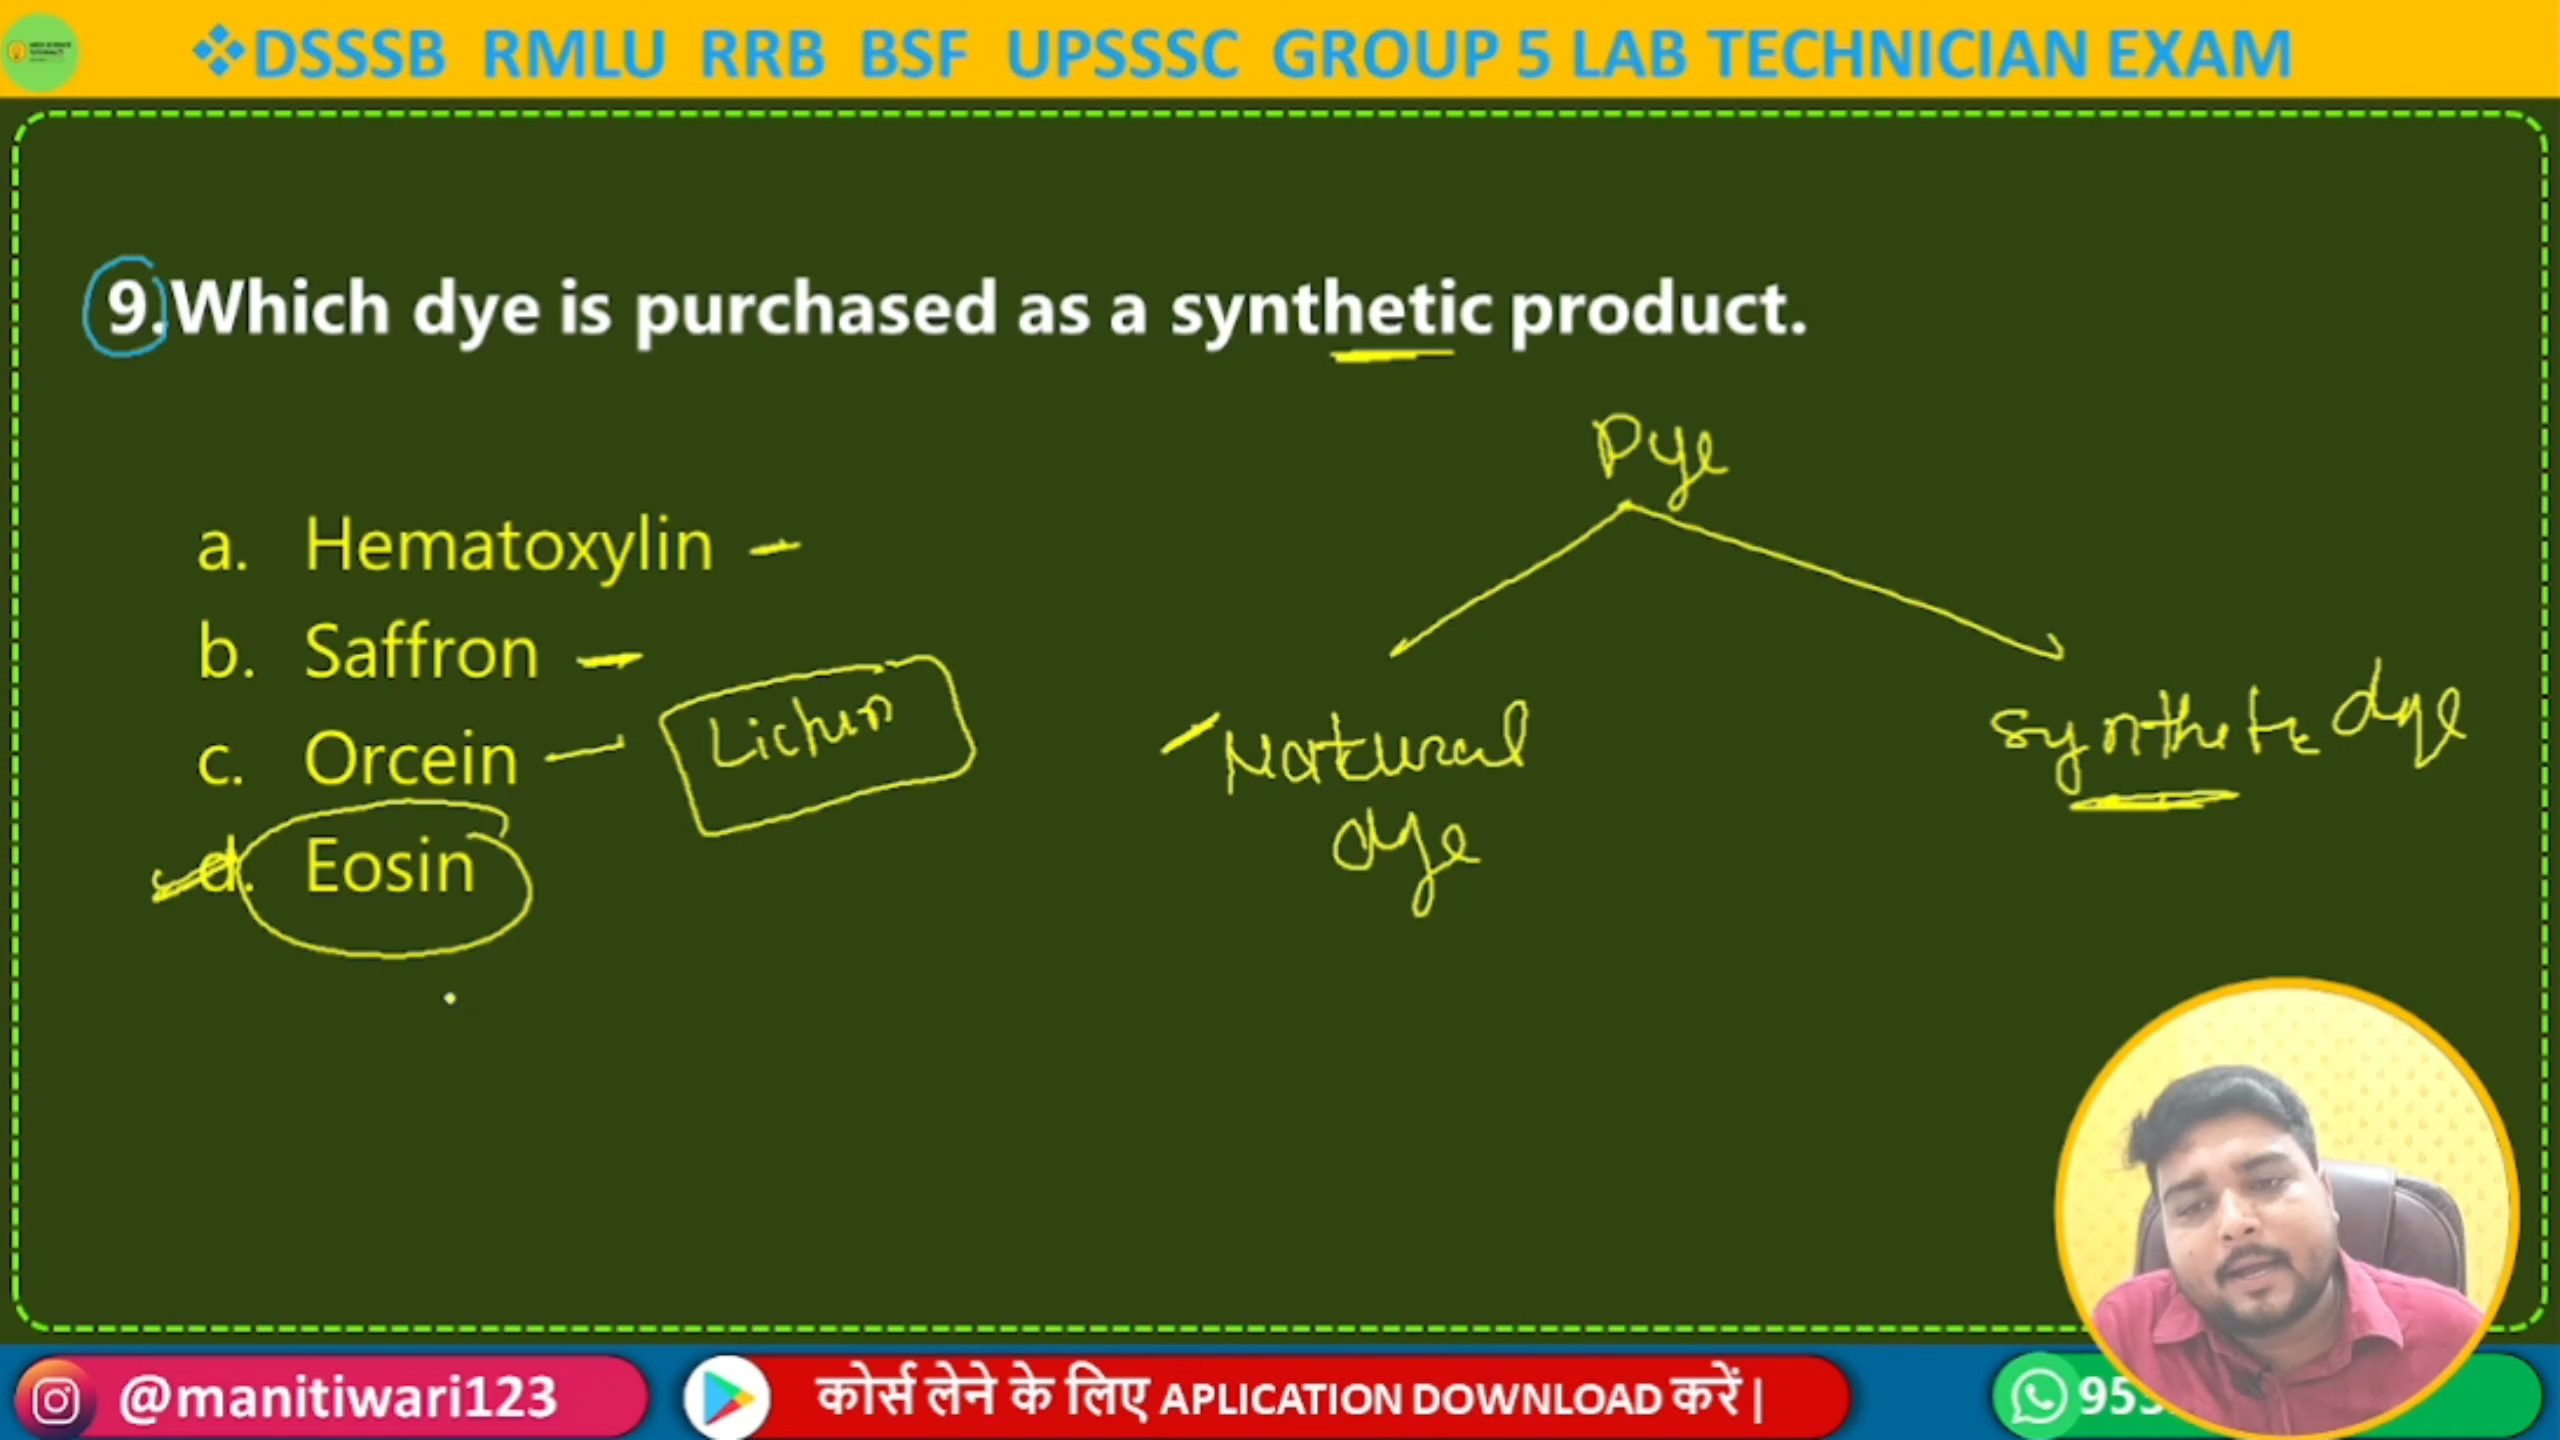 ❖DSSSB RMLU RRB BSF UPSSSC GROUP 5 LAB TECHNICIAN EXAM
9.Which dye is purchased as a synthetic product.
Dye
a. Hematoxylin
b. Saffron
Lichen
c. Orcein
Natural
dye
synthetic dye
d. Eosin
@manitiwari123
कोर्स लेने के लिए APLICATION DOWNLOAD करें |